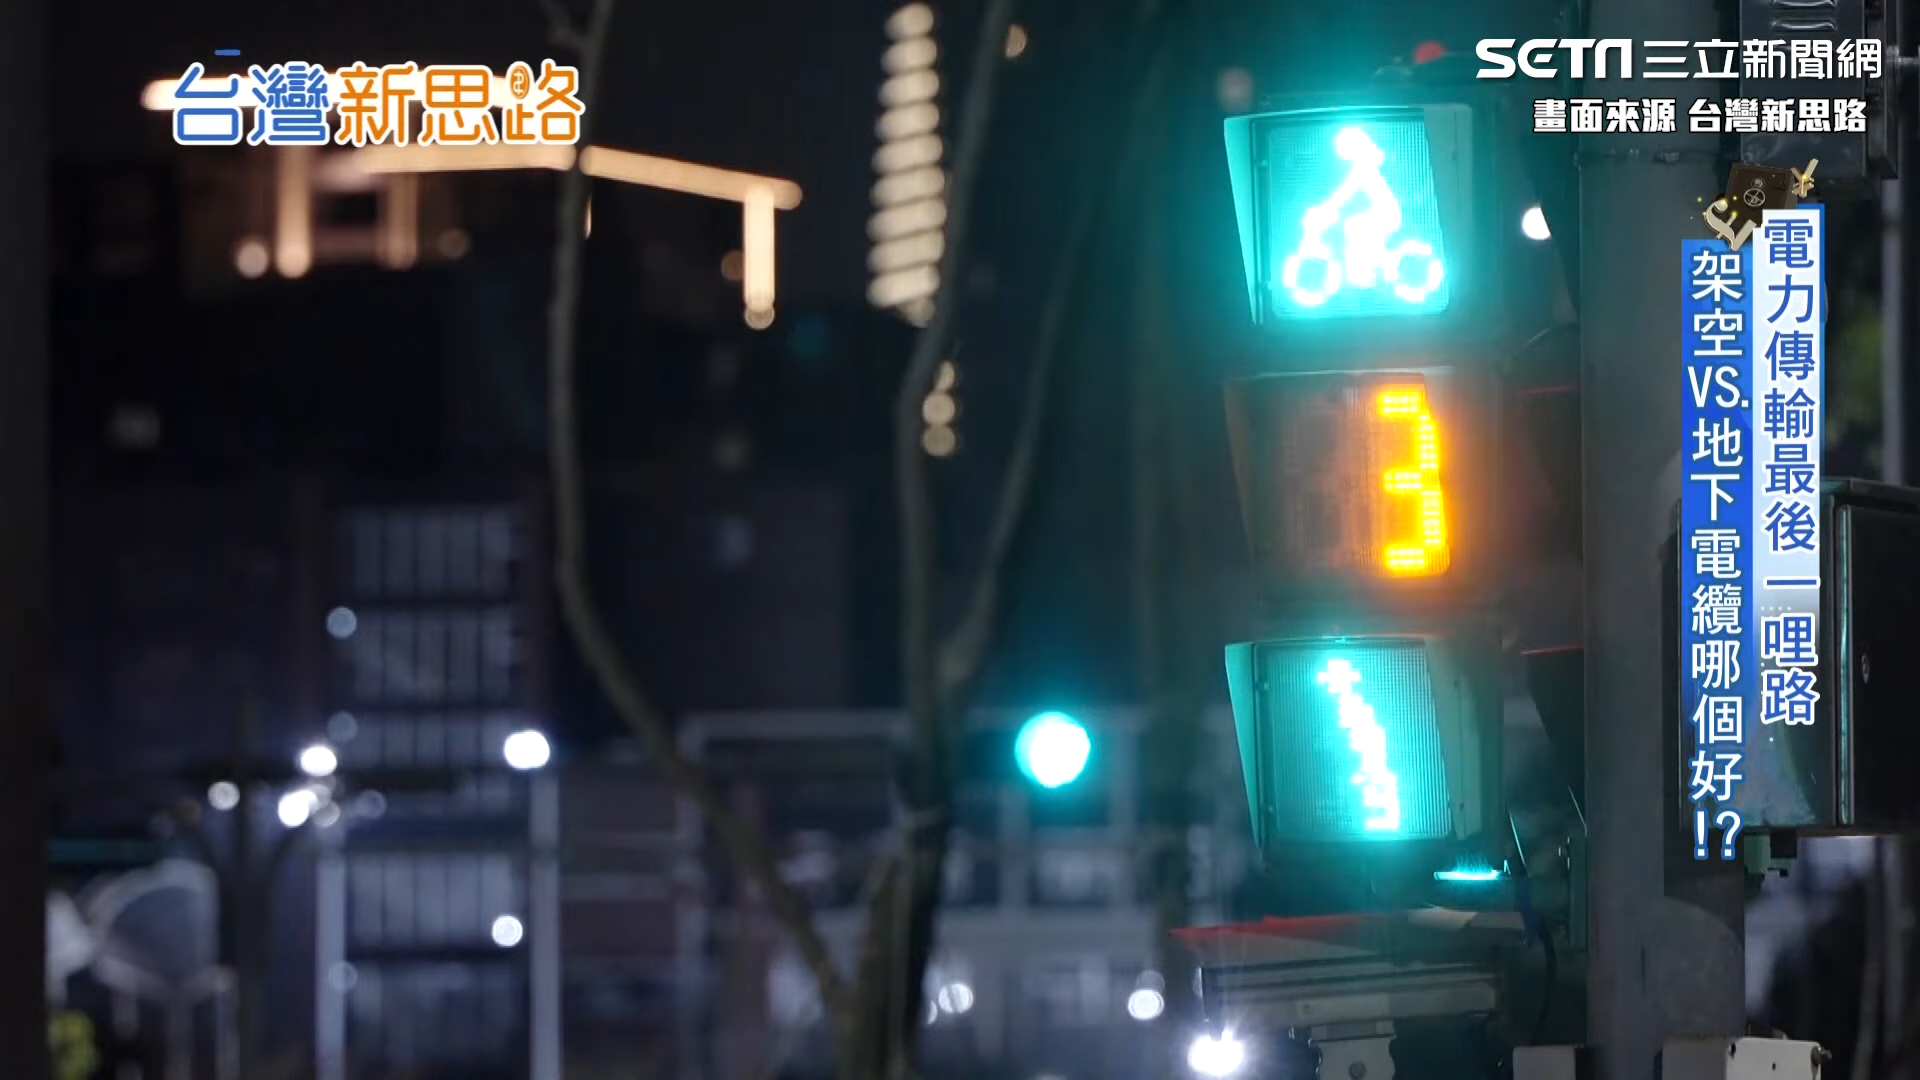 台灣新思路
SETN三立新聞網
畫面來源 台灣新思路
電力傳輸最後一哩路
架空VS.地下電纜哪個好!?
3